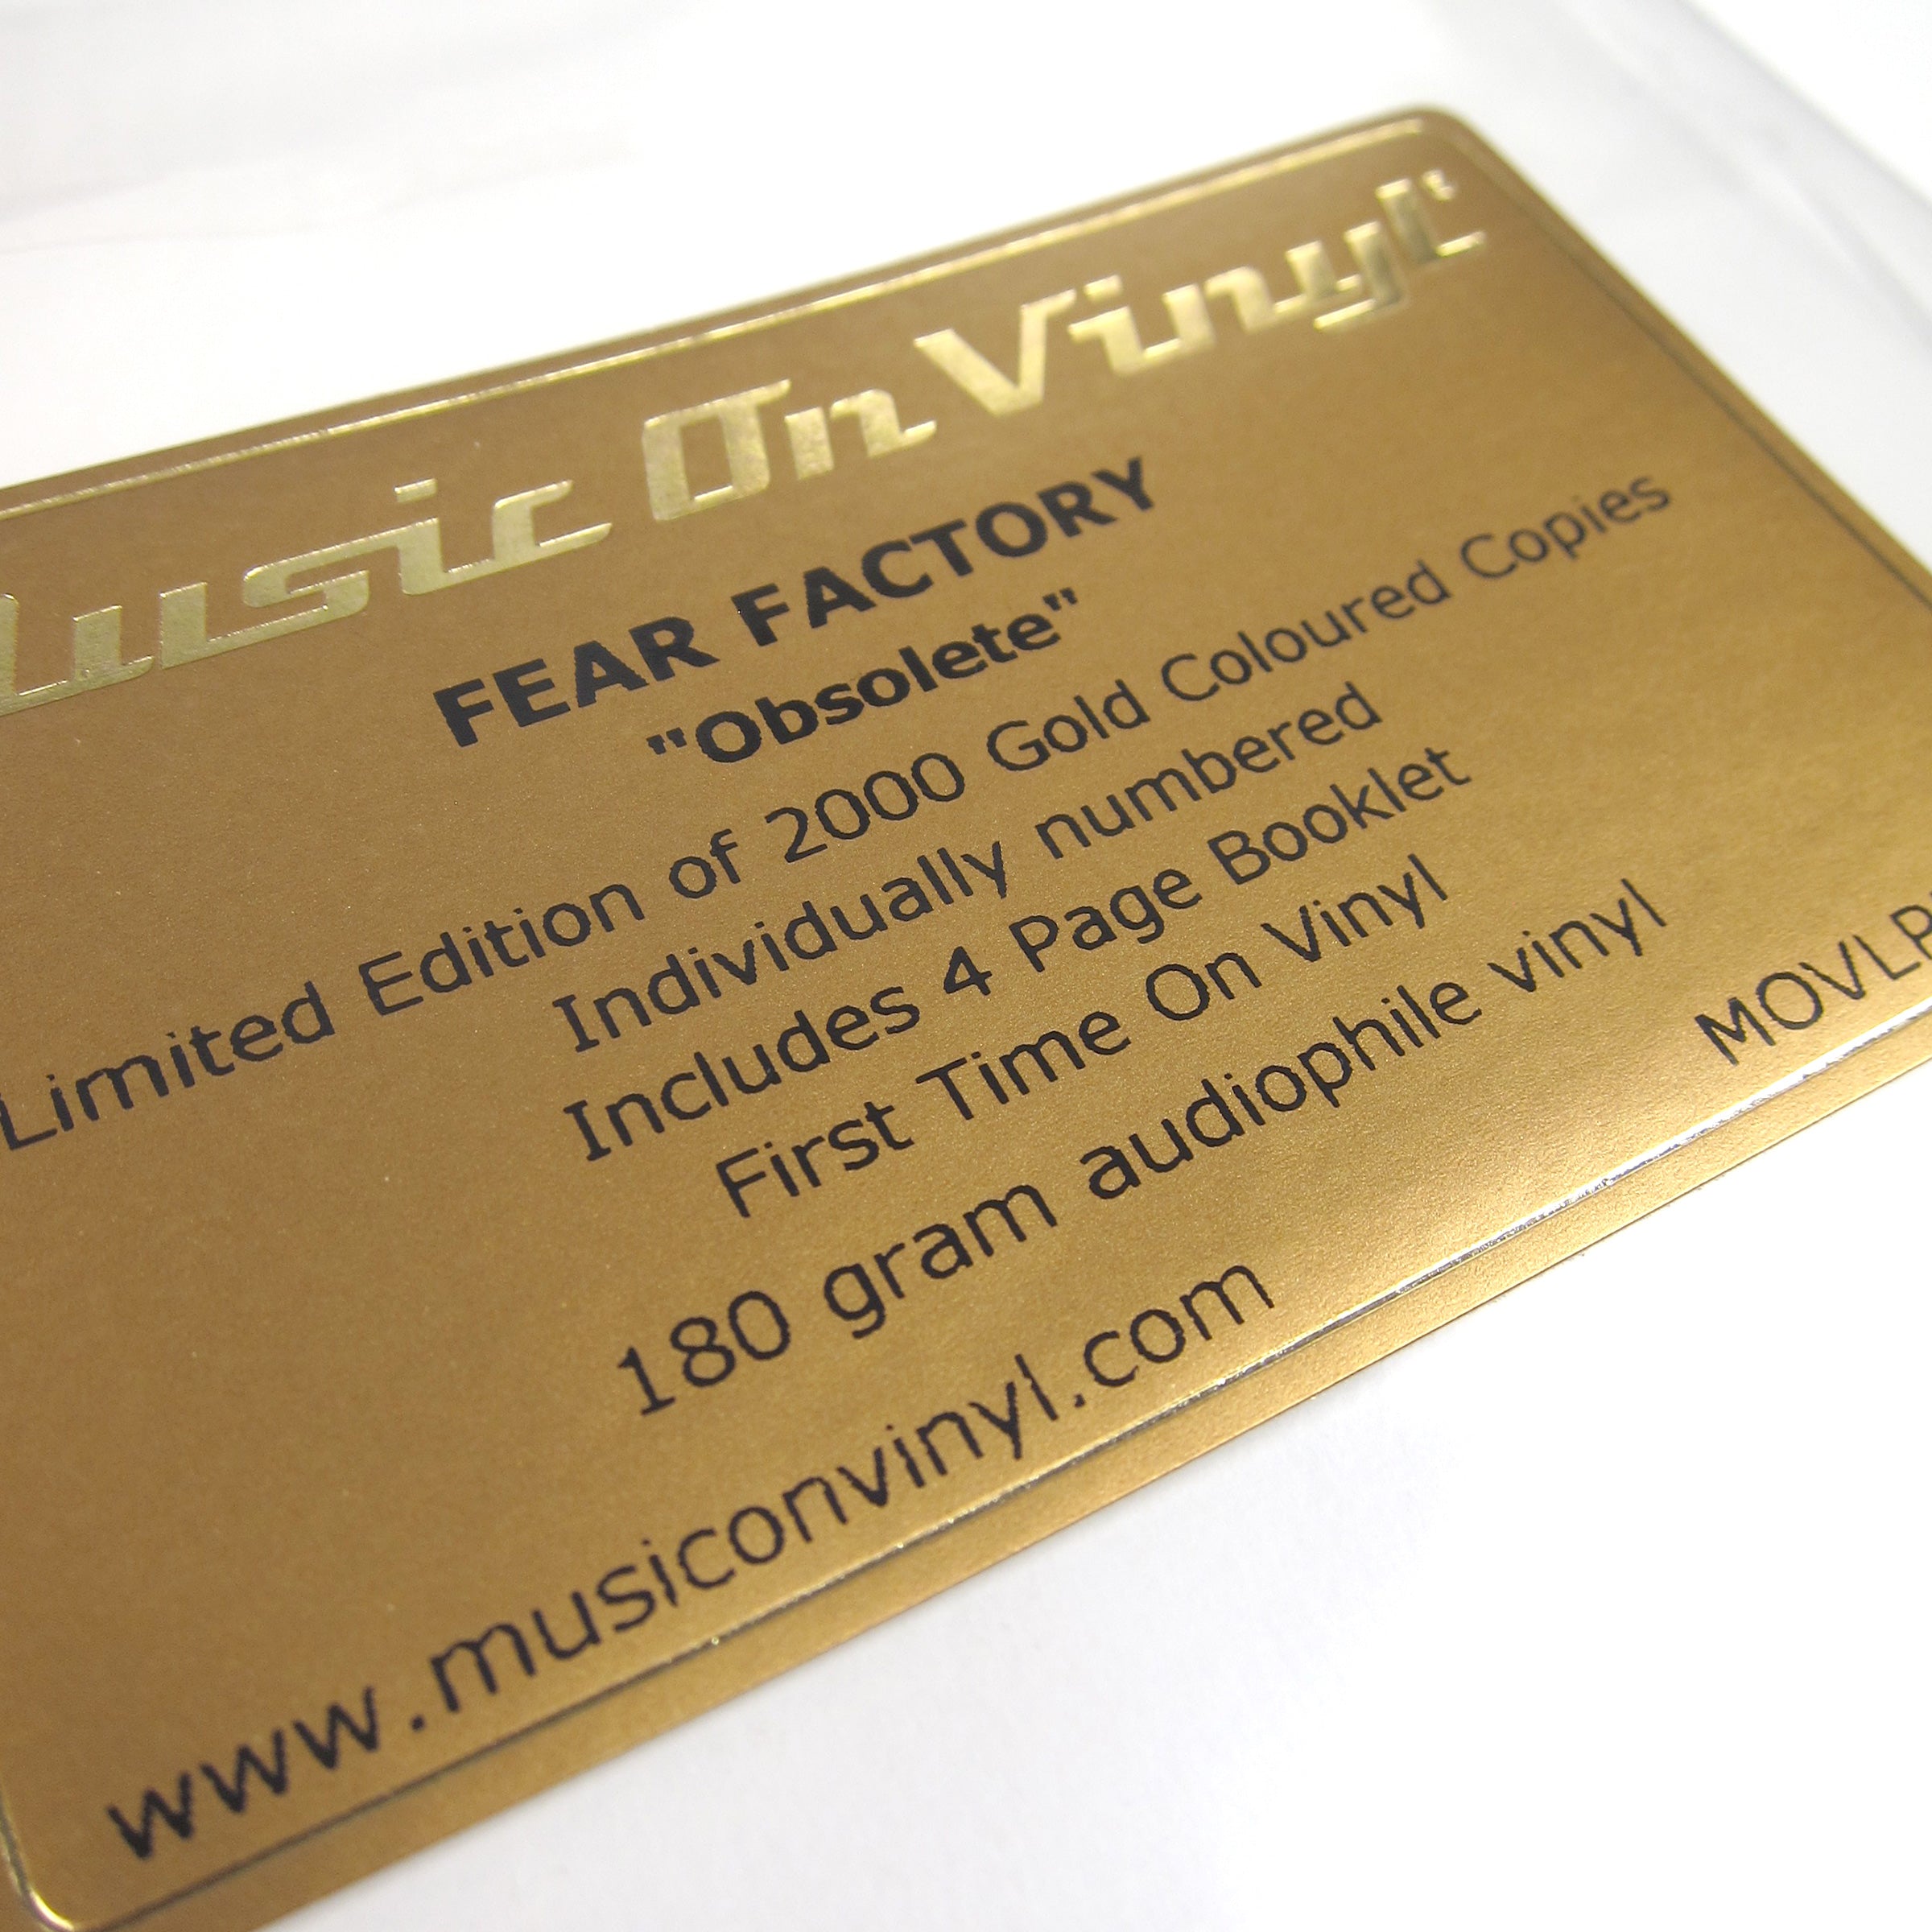 Music On Vinyl
FEAR FACTORY
"Obsolete"
Limited Edition of 2000 Gold Coloured Copies
Individually numbered
Includes 4 Page Booklet
First Time On Vinyl
180 gram audiophile vinyl
www.musiconvinyl.com
MOVLP